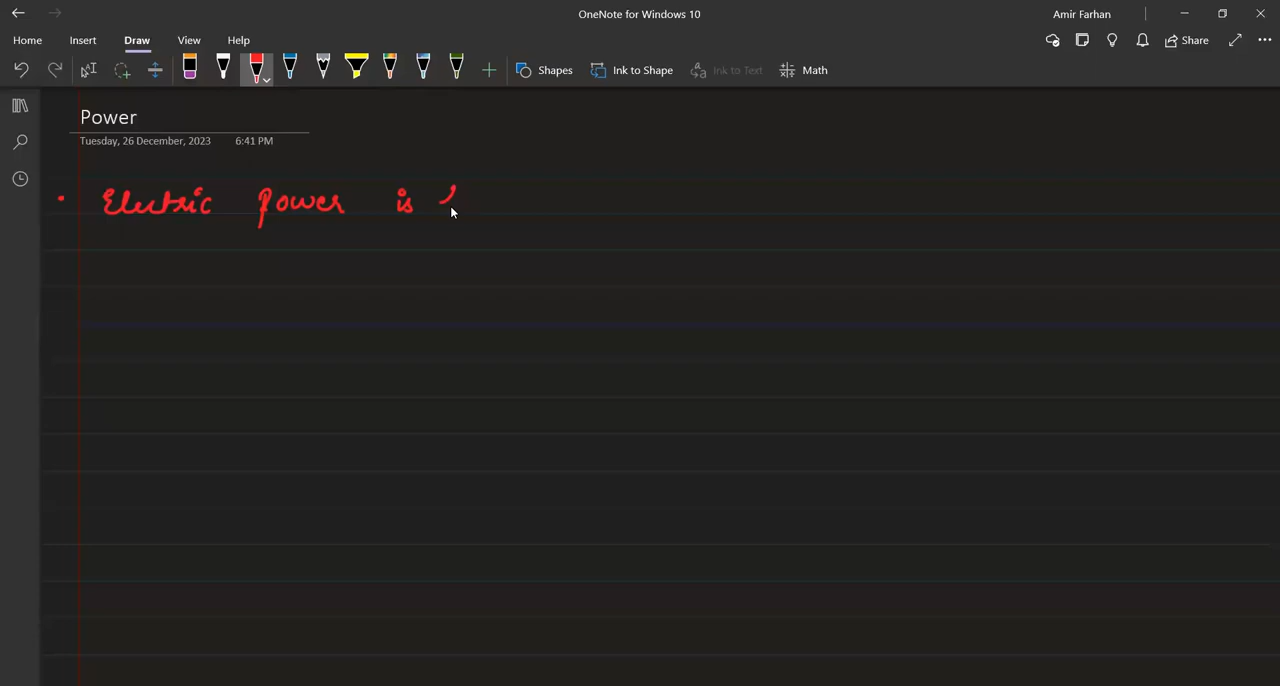 OneNote for Windows 10
Amir Farhan
Home Insert Draw View Help
Share
Shapes Ink to Shape Ink to Text Math
Power
Tuesday, 26 December, 2023 6:41 PM
• Electric power is